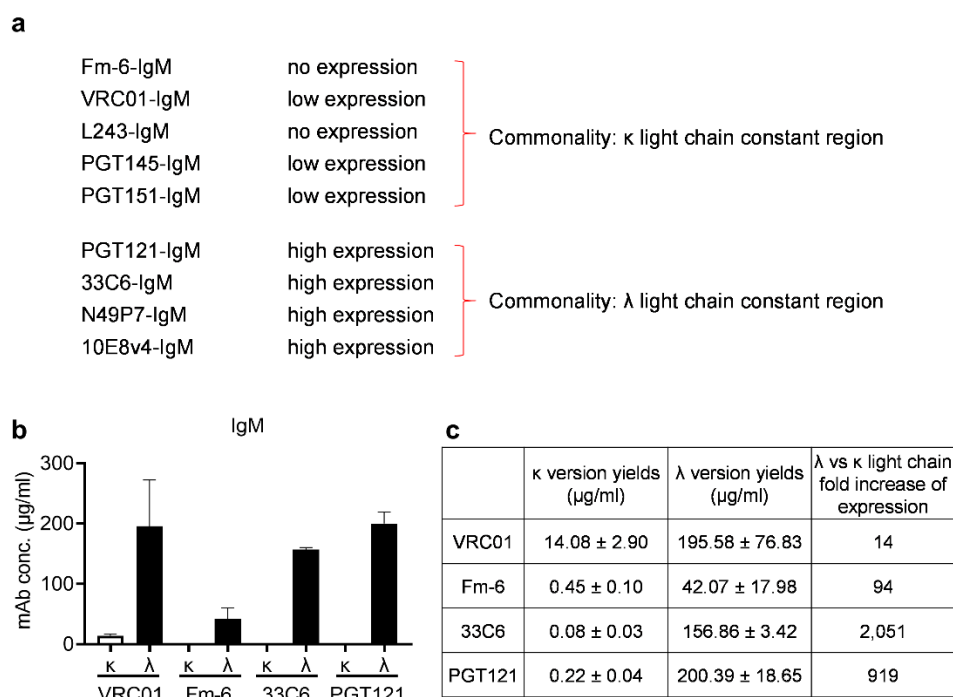 a
Fm-6-IgM no expression
VRC01-IgM low expression
L243-IgM no expression
PGT145-IgM low expression
PGT151-IgM low expression
Commonality: κ light chain constant region
PGT121-IgM high expression
33C6-IgM high expression
N49P7-IgM high expression
10E8v4-IgM high expression
Commonality: λ light chain constant region
b
IgM
mAb conc. (μg/ml)
300
200
100
0
κ λ κ λ κ λ κ λ
VRC01 Fm-6 33C6 PGT121
c
κ version yields (μg/ml) λ version yields (μg/ml) λ vs κ light chain fold increase of expression
VRC01 14.08 ± 2.90 195.58 ± 76.83 14
Fm-6 0.45 ± 0.10 42.07 ± 17.98 94
33C6 0.08 ± 0.03 156.86 ± 3.42 2,051
PGT121 0.22 ± 0.04 200.39 ± 18.65 919